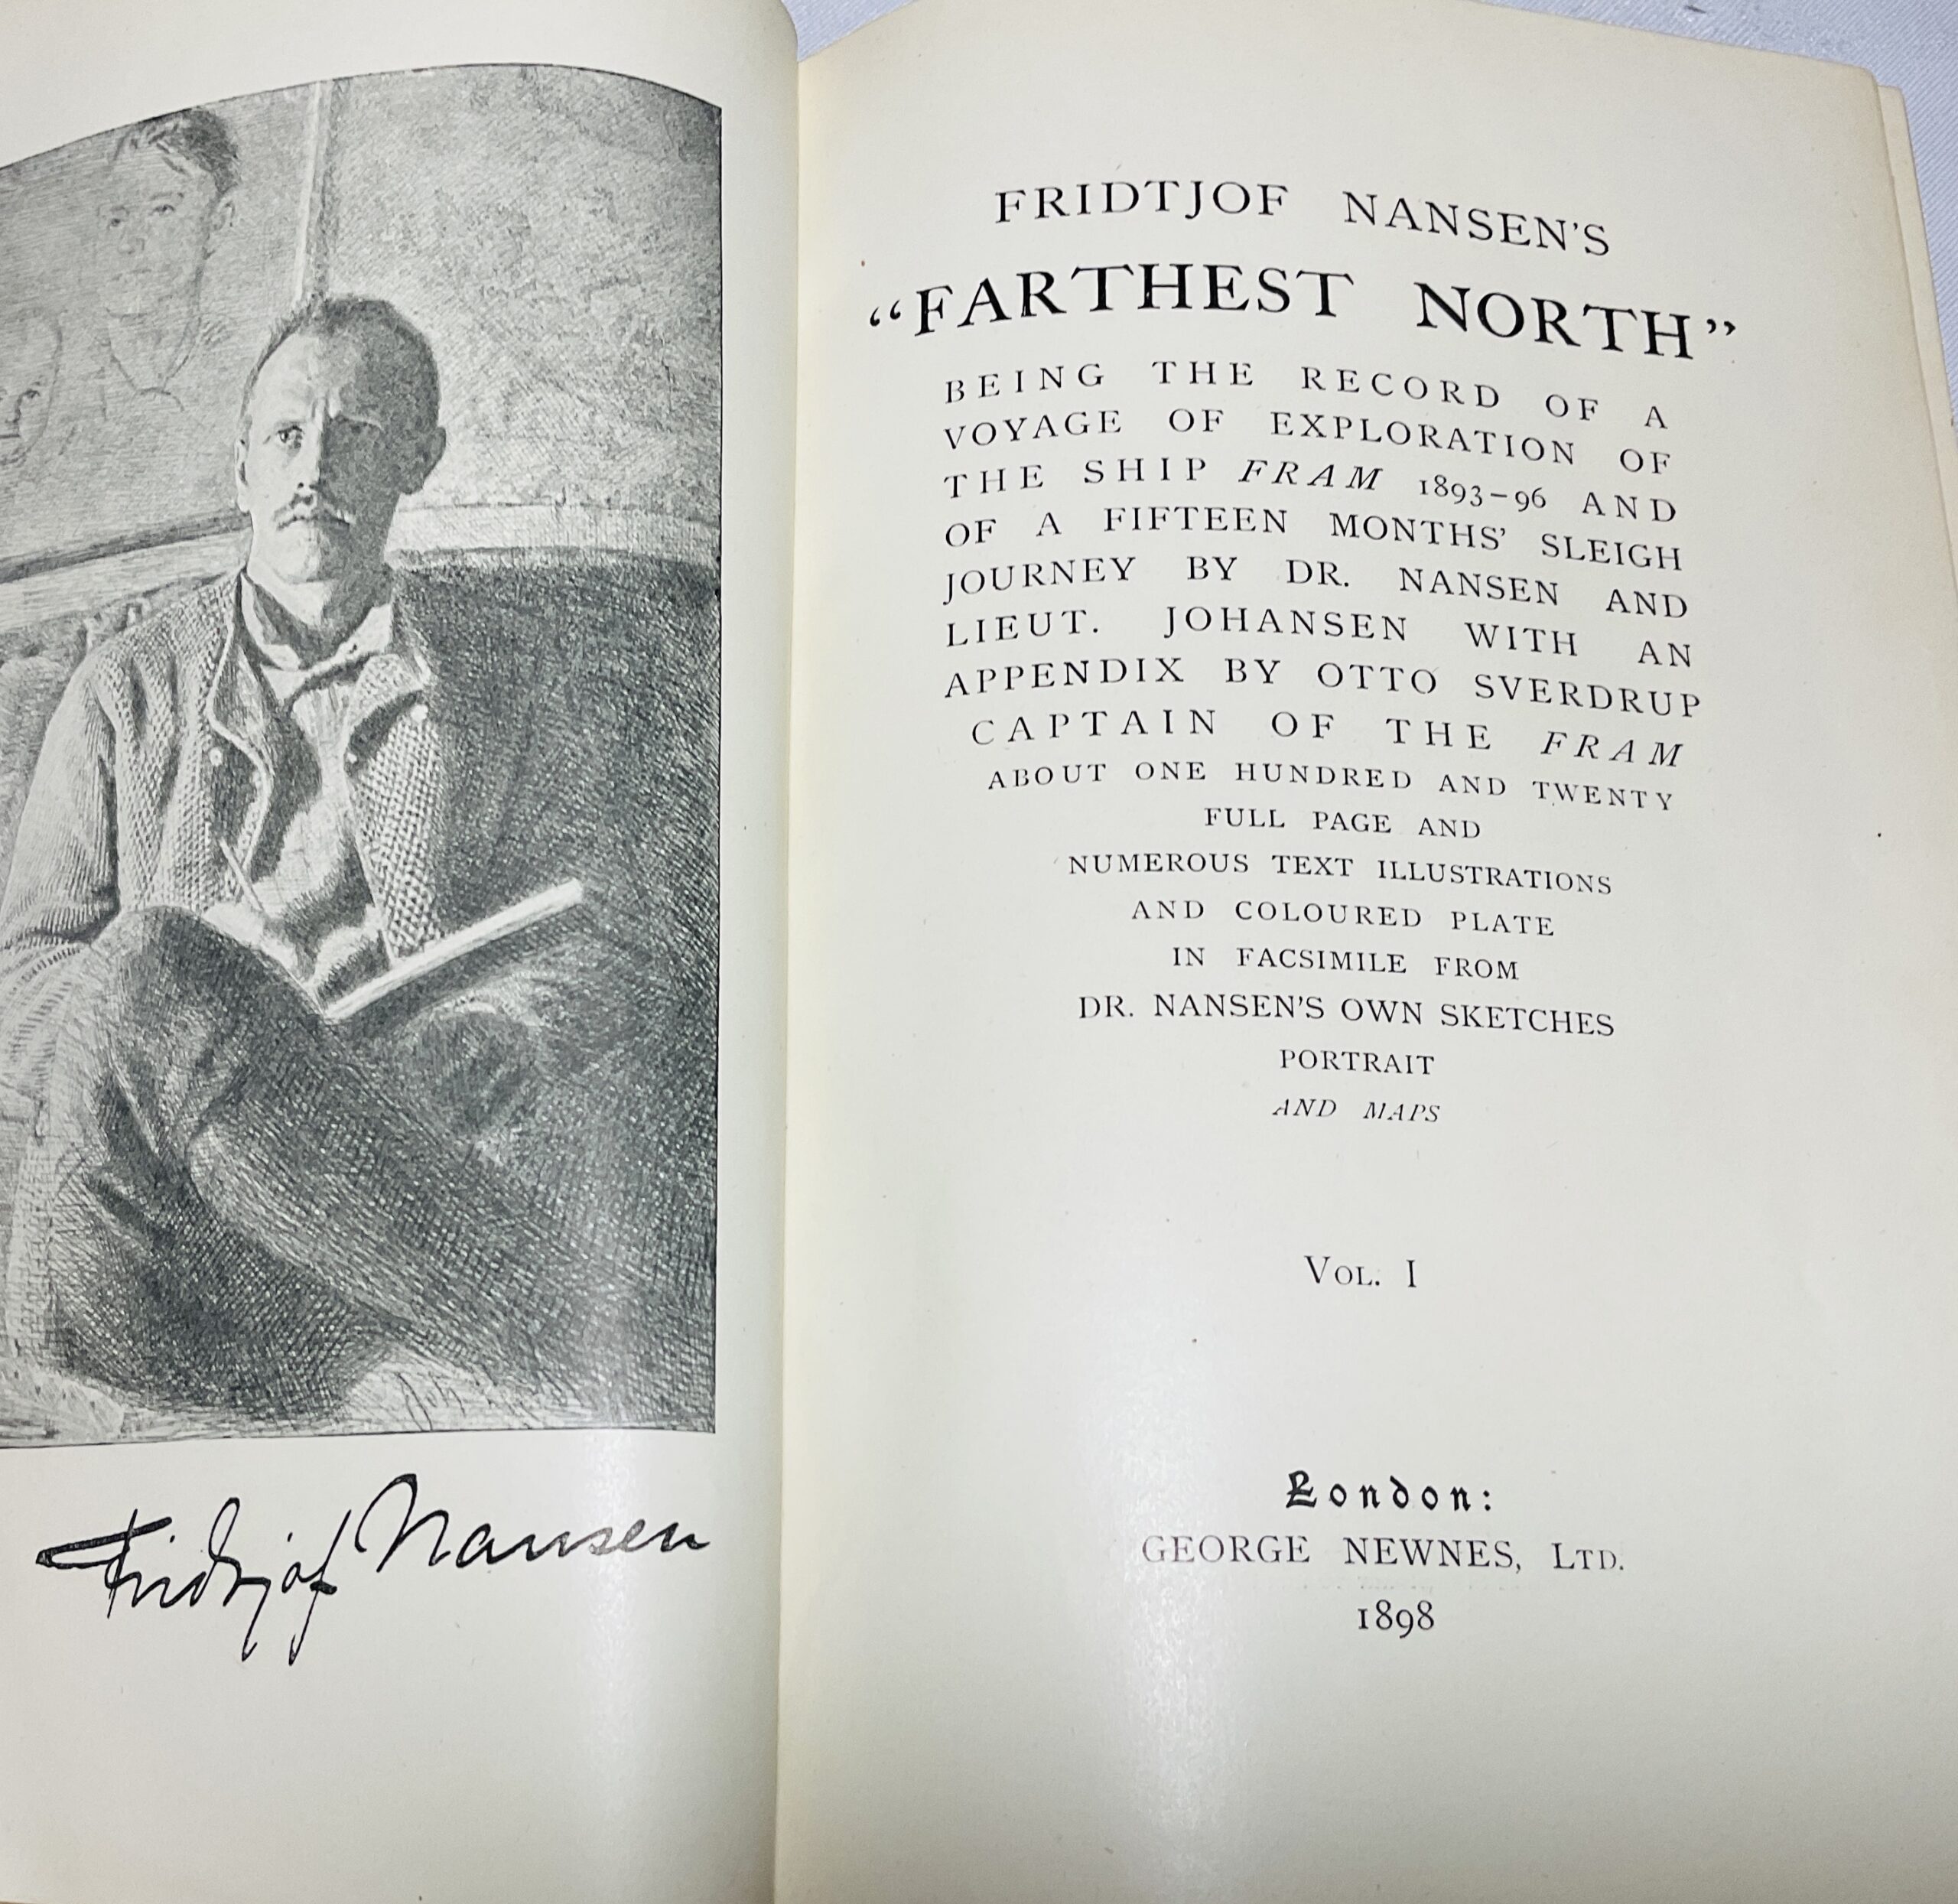 Fridtjof Nansen
FRIDTJOF NANSEN'S
“FARTHEST NORTH”
BEING THE RECORD OF A
VOYAGE OF EXPLORATION OF
THE SHIP FRAM 1893–96 AND
OF A FIFTEEN MONTHS' SLEIGH
JOURNEY BY DR. NANSEN AND
LIEUT. JOHANSEN WITH AN
APPENDIX BY OTTO SVERDRUP
CAPTAIN OF THE FRAM
ABOUT ONE HUNDRED AND TWENTY
FULL PAGE AND
NUMEROUS TEXT ILLUSTRATIONS
AND COLOURED PLATE
IN FACSIMILE FROM
DR. NANSEN'S OWN SKETCHES
PORTRAIT
AND MAPS
VOL. I
London:
GEORGE NEWNES, LTD.
1898